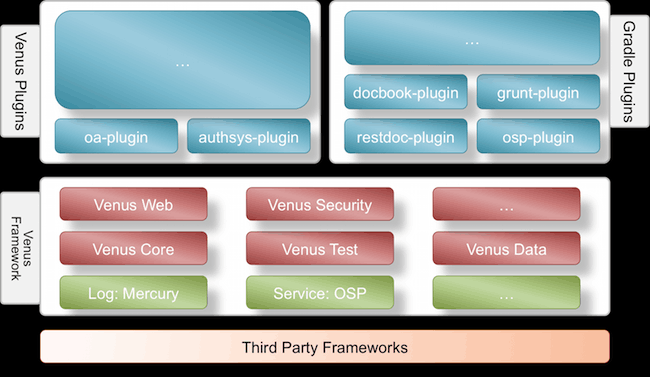 Venus Plugins
…
oa-plugin
authsys-plugin
…
docbook-plugin
grunt-plugin
restdoc-plugin
osp-plugin
Gradle Plugins
Venus
Framework
Venus Web
Venus Security
…
Venus Core
Venus Test
Venus Data
Log: Mercury
Service: OSP
…
Third Party Frameworks